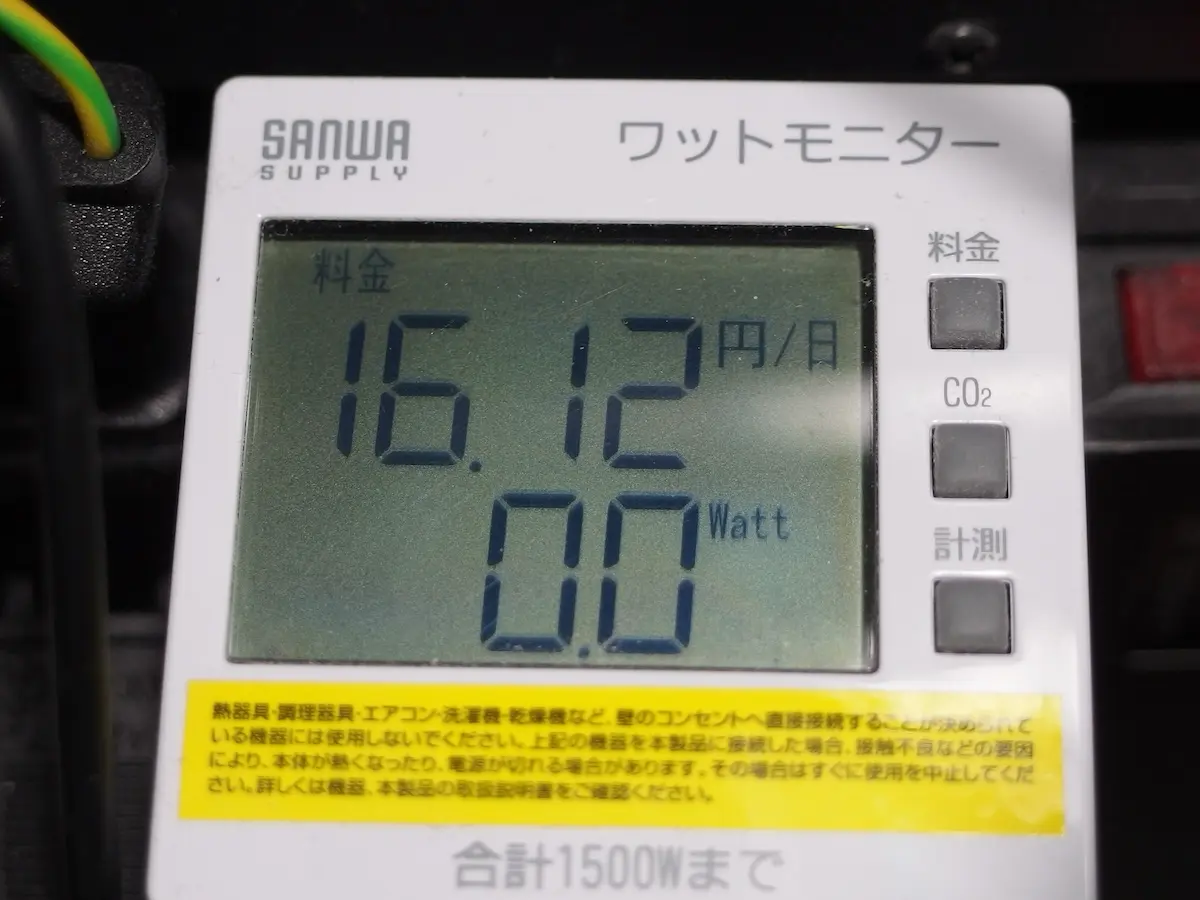 SANWA
SUPPLY
ワットモニター
料金
16.12円/日
0.0Watt
料金
CO₂
計測
熱器具・調理器具・エアコン・洗濯機・乾燥機など、壁のコンセントへ直接接続することが決められて
いる機器には使用しないでください。上記の機器を本製品に接続した場合、接触不良などの要因
により、本体が熱くなったり、電源が切れる場合があります。その場合はすぐに使用を中止してくだ
さい。詳しくは機器、本製品の取扱説明書をご確認ください。
合計1500Wまで